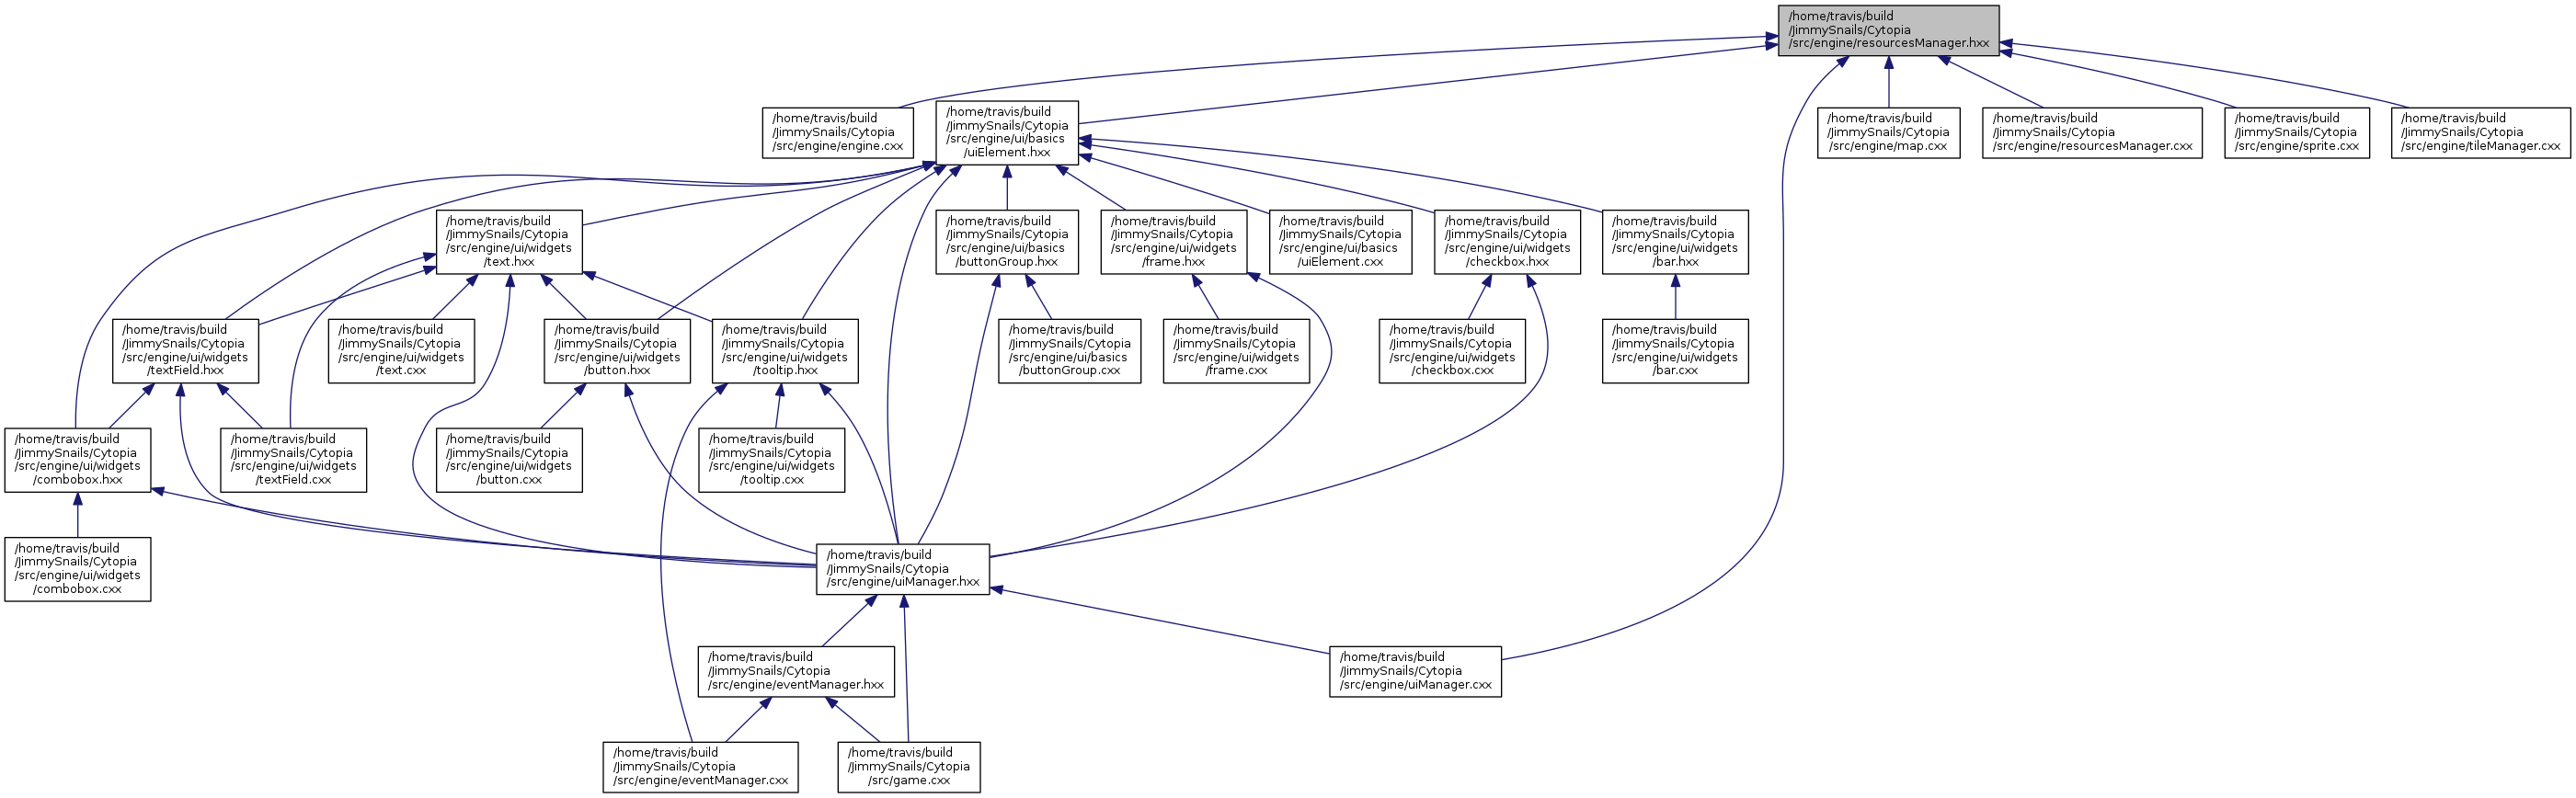 /home/travis/build
/JimmySnails/Cytopia
/src/engine/resourcesManager.hxx
/home/travis/build
/JimmySnails/Cytopia
/src/engine/engine.cxx
/home/travis/build
/JimmySnails/Cytopia
/src/engine/ui/basics
/uiElement.hxx
/home/travis/build
/JimmySnails/Cytopia
/src/engine/map.cxx
/home/travis/build
/JimmySnails/Cytopia
/src/engine/resourcesManager.cxx
/home/travis/build
/JimmySnails/Cytopia
/src/engine/sprite.cxx
/home/travis/build
/JimmySnails/Cytopia
/src/engine/tileManager.cxx
/home/travis/build
/JimmySnails/Cytopia
/src/engine/ui/widgets
/text.hxx
/home/travis/build
/JimmySnails/Cytopia
/src/engine/ui/basics
/buttonGroup.hxx
/home/travis/build
/JimmySnails/Cytopia
/src/engine/ui/widgets
/frame.hxx
/home/travis/build
/JimmySnails/Cytopia
/src/engine/ui/basics
/uiElement.cxx
/home/travis/build
/JimmySnails/Cytopia
/src/engine/ui/widgets
/checkbox.hxx
/home/travis/build
/JimmySnails/Cytopia
/src/engine/ui/widgets
/bar.hxx
/home/travis/build
/JimmySnails/Cytopia
/src/engine/ui/widgets
/textField.hxx
/home/travis/build
/JimmySnails/Cytopia
/src/engine/ui/widgets
/text.cxx
/home/travis/build
/JimmySnails/Cytopia
/src/engine/ui/widgets
/button.hxx
/home/travis/build
/JimmySnails/Cytopia
/src/engine/ui/widgets
/tooltip.hxx
/home/travis/build
/JimmySnails/Cytopia
/src/engine/ui/basics
/buttonGroup.cxx
/home/travis/build
/JimmySnails/Cytopia
/src/engine/ui/widgets
/frame.cxx
/home/travis/build
/JimmySnails/Cytopia
/src/engine/ui/widgets
/checkbox.cxx
/home/travis/build
/JimmySnails/Cytopia
/src/engine/ui/widgets
/bar.cxx
/home/travis/build
/JimmySnails/Cytopia
/src/engine/ui/widgets
/combobox.hxx
/home/travis/build
/JimmySnails/Cytopia
/src/engine/ui/widgets
/textField.cxx
/home/travis/build
/JimmySnails/Cytopia
/src/engine/ui/widgets
/button.cxx
/home/travis/build
/JimmySnails/Cytopia
/src/engine/ui/widgets
/tooltip.cxx
/home/travis/build
/JimmySnails/Cytopia
/src/engine/ui/widgets
/combobox.cxx
/home/travis/build
/JimmySnails/Cytopia
/src/engine/uiManager.hxx
/home/travis/build
/JimmySnails/Cytopia
/src/engine/eventManager.hxx
/home/travis/build
/JimmySnails/Cytopia
/src/engine/uiManager.cxx
/home/travis/build
/JimmySnails/Cytopia
/src/engine/eventManager.cxx
/home/travis/build
/JimmySnails/Cytopia
/src/game.cxx